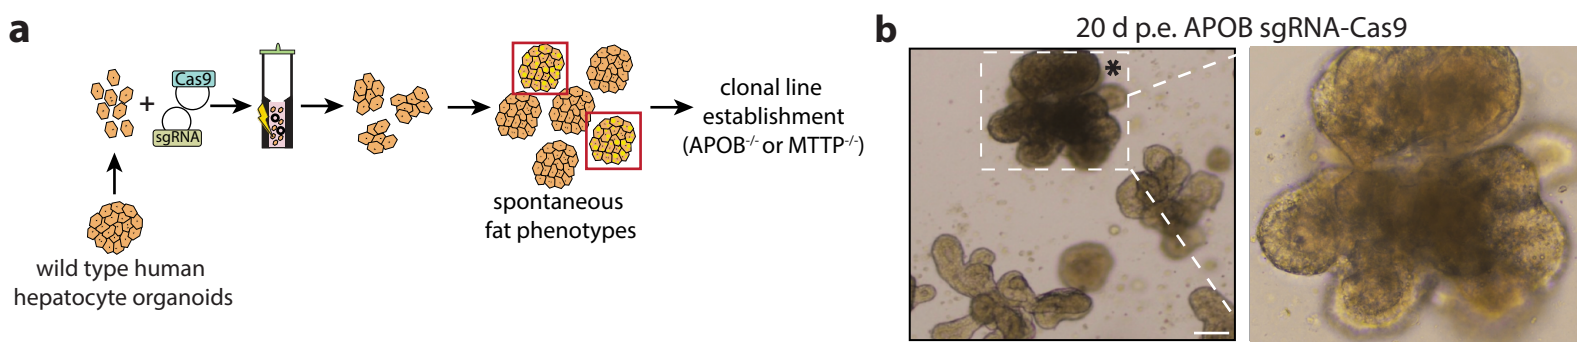 a
Cas9
+
sgRNA
wild type human
hepatocyte organoids
spontaneous
fat phenotypes
clonal line
establishment
(APOB-/- or MTTP-/-)
b
20 d p.e. APOB sgRNA-Cas9
*